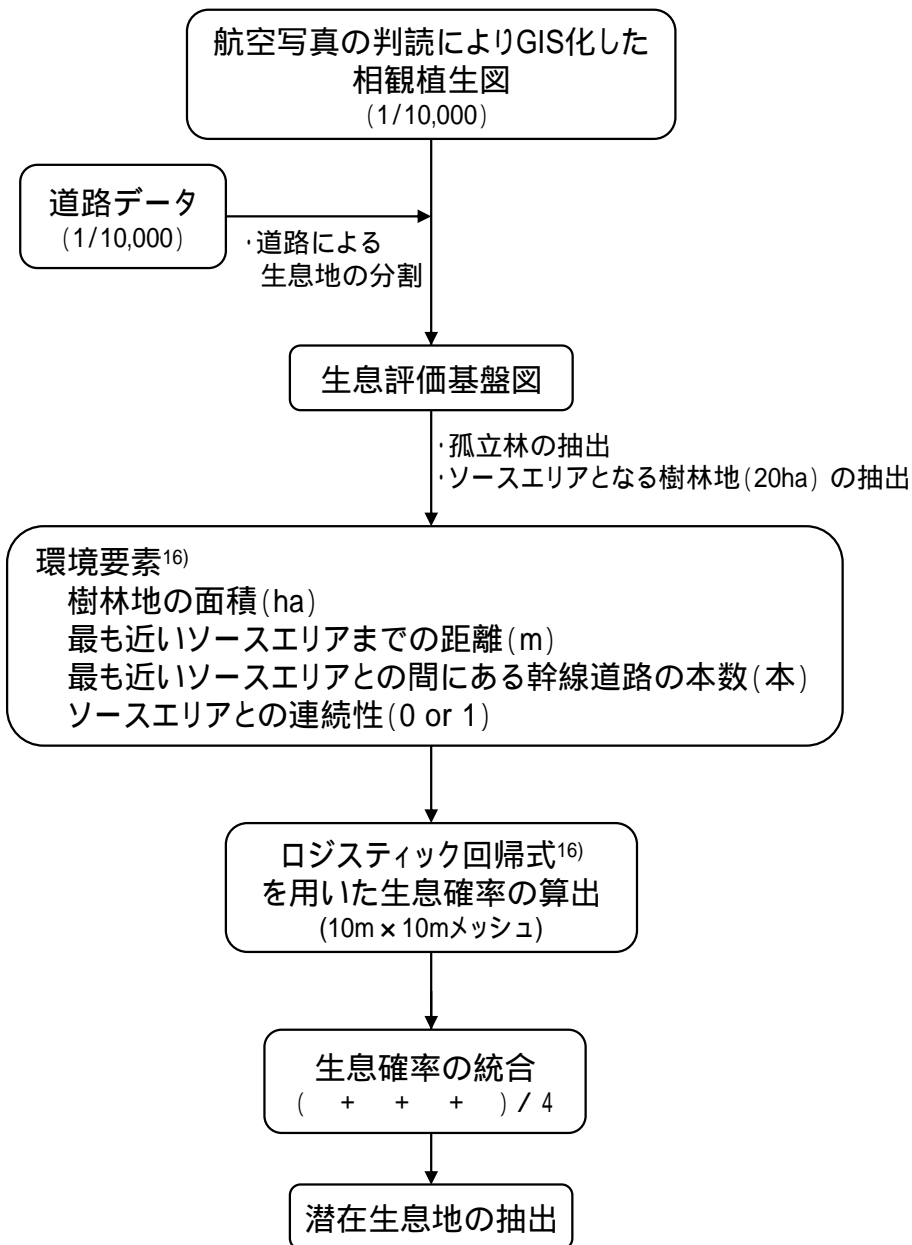 航空写真の判読によりGIS化した
相観植生図
(1/10,000)
道路データ
(1/10,000)
･道路による
生息地の分割
生息評価基盤図
･孤立林の抽出
･ソースエリアとなる樹林地(20ha) の抽出
環境要素16)
樹林地の面積(ha)
最も近いソースエリアまでの距離(m)
最も近いソースエリアとの間にある幹線道路の本数(本)
ソースエリアとの連続性(0 or 1)
ロジスティック回帰式16)
を用いた生息確率の算出
(10m×10mメッシュ)
生息確率の統合
( + + + ) / 4
潜在生息地の抽出